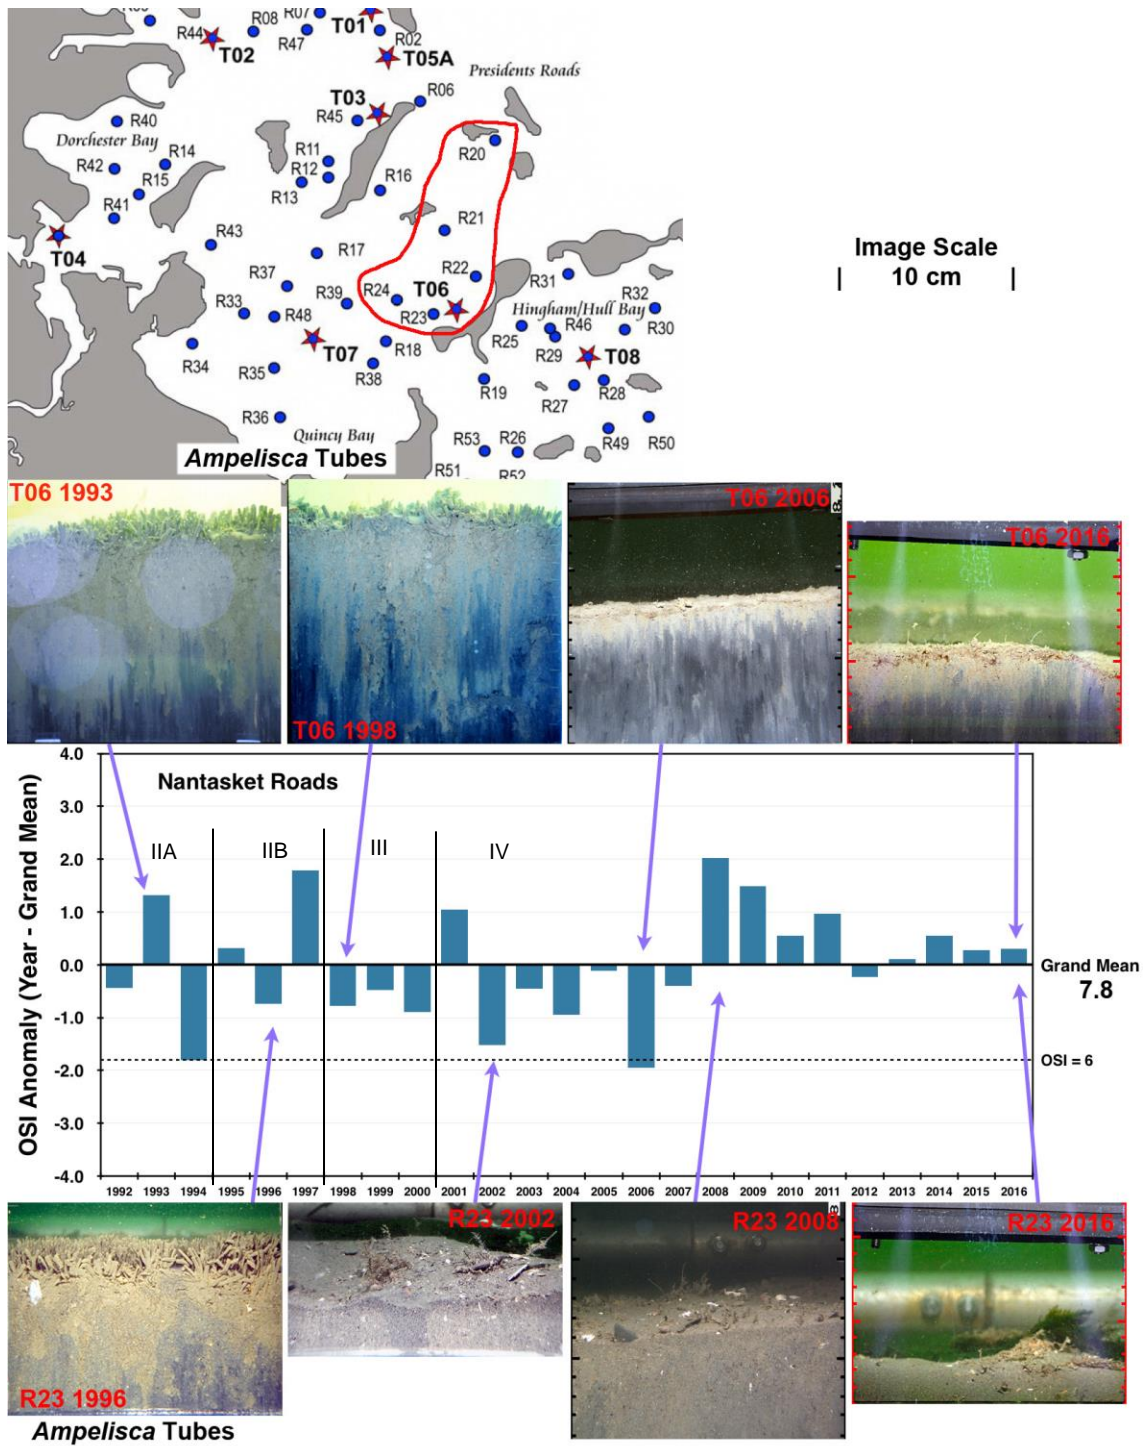 R44
R08
R07
R47
T01
R02
T02
T05A
Presidents Roads
T03
R06
R45
R40
Dorchester Bay
R20
R42
R14
R11
R12
R15
R13
R16
R41
R21
T04
R43
R17
Image Scale
| 10 cm |
R37
R22
R31
R39
R24
T06
R32
Hingham/Hull Bay
R33
R48
R23
R46
R30
R25
R29
R34
T07
R18
T08
R35
R38
R19
R28
R27
R36
Quincy Bay
R49
R50
R53
R26
Ampelisca Tubes
R51
R52
T06 1993
T06 1998
T06 2006
T06 2016
OSI Anomaly (Year - Grand Mean)
4.0
Nantasket Roads
3.0
IIA
IIB
III
IV
2.0
1.0
0.0
Grand Mean
7.8
-1.0
OSI = 6
-2.0
-3.0
-4.0
1992 1993 1994 1995 1996 1997 1998 1999 2000 2001 2002 2003 2004 2005 2006 2007 2008 2009 2010 2011 2012 2013 2014 2015 2016
R23 2002
R23 2008
R23 2016
R23 1996
Ampelisca Tubes